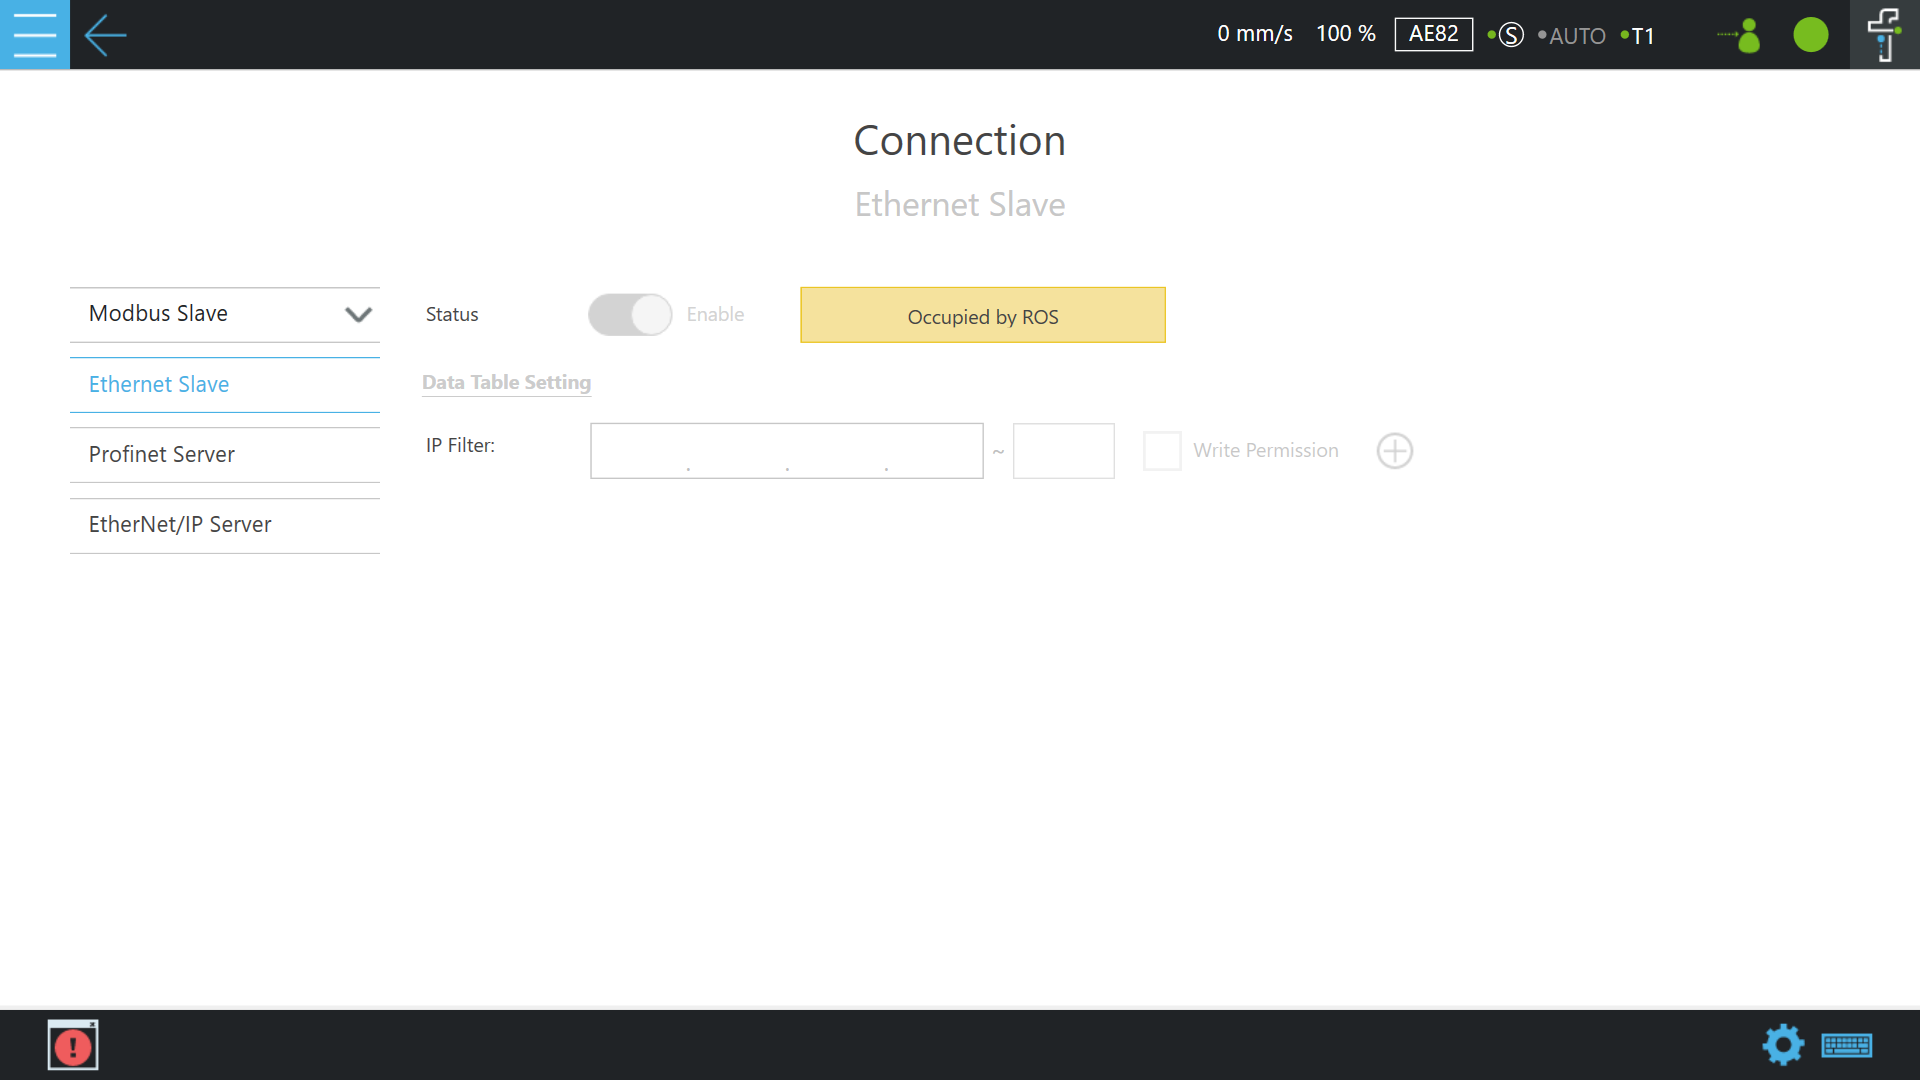 0 mm/s 100 % AE82 S AUTO T1
Connection
Ethernet Slave
Modbus Slave
Ethernet Slave
Profinet Server
EtherNet/IP Server
Status Enable Occupied by ROS
Data Table Setting
IP Filter: . . . ~ Write Permission